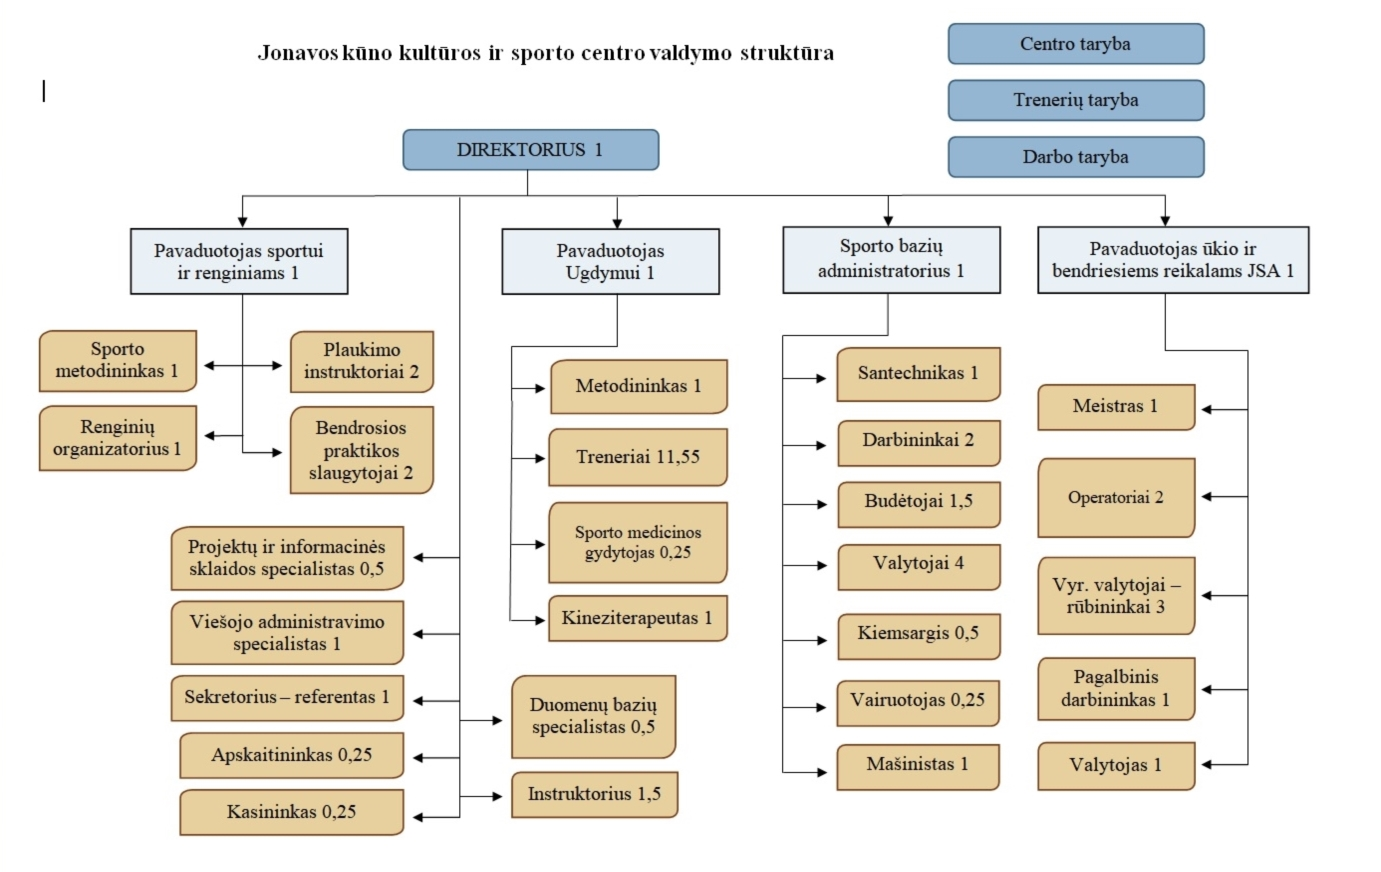 Jonavos kūno kultūros ir sporto centro valdymo struktūra
Centro taryba
Trenerių taryba
Darbo taryba
DIREKTORIUS 1
Pavaduotojas sportui
ir renginiams 1
Pavaduotojas
Ugdymui 1
Sporto bazių
administratorius 1
Pavaduotojas ūkio ir
bendriesiems reikalams JSA 1
Sporto
metodininkas 1
Plaukimo
instruktoriai 2
Renginių
organizatorius 1
Bendrosios
praktikos
slaugytojai 2
Projektų ir informacinės
sklaidos specialistas 0,5
Viešojo administravimo
specialistas 1
Sekretorius – referentas 1
Apskaitininkas 0,25
Kasininkas 0,25
Metodininkas 1
Treneriai 11,55
Sporto medicinos
gydytojas 0,25
Kineziterapeutas 1
Duomenų bazių
specialistas 0,5
Instruktorius 1,5
Santechnikas 1
Darbininkai 2
Budėtojai 1,5
Valytojai 4
Kiemsargis 0,5
Vairuotojas 0,25
Mašinistas 1
Meistras 1
Operatoriai 2
Vyr. valytojai –
rūbininkai 3
Pagalbinis
darbininkas 1
Valytojas 1